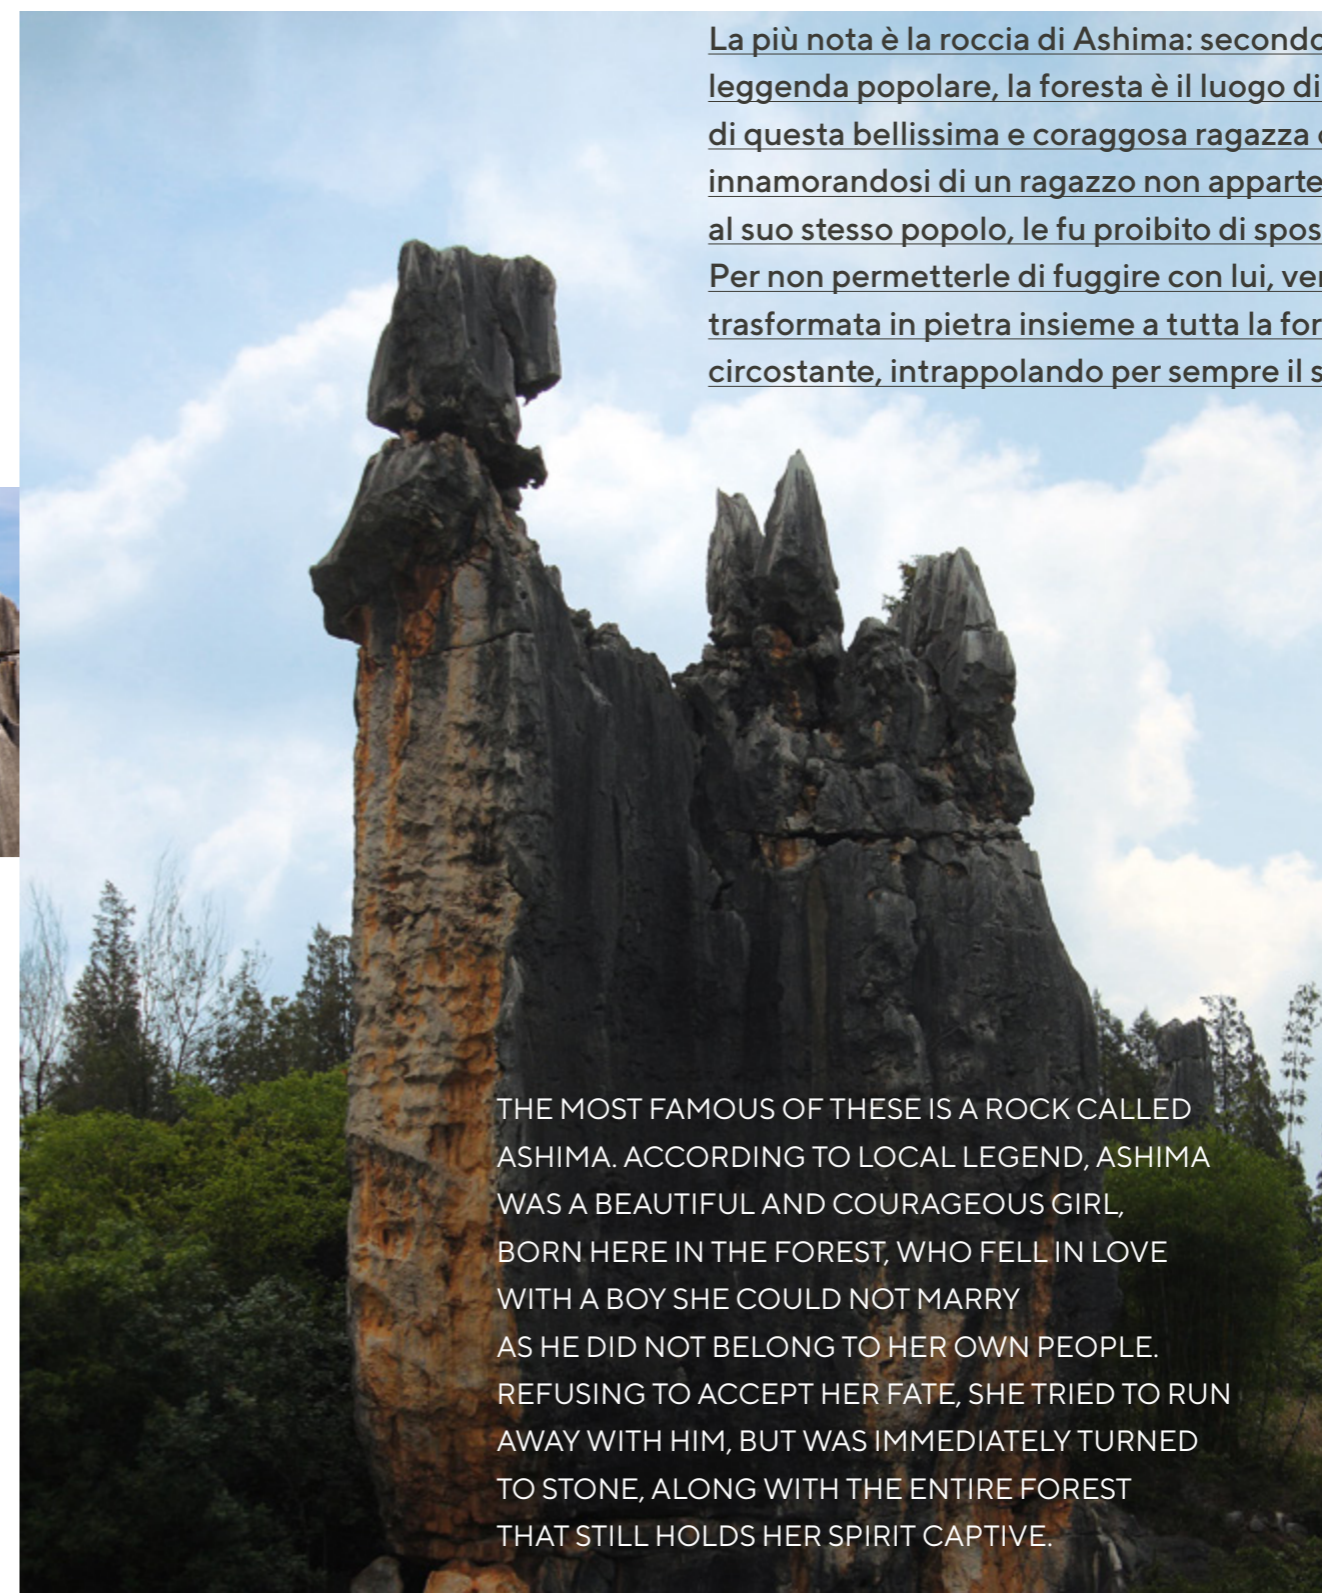 La più nota è la roccia di Ashima: secondo
leggenda popolare, la foresta è il luogo di
di questa bellissima e coraggosa ragazza
innamorandosi di un ragazzo non apparte
al suo stesso popolo, le fu proibito di spos
Per non permetterle di fuggire con lui, ve
trasformata in pietra insieme a tutta la for
circostante, intrappolando per sempre il s
THE MOST FAMOUS OF THESE IS A ROCK CALLED
ASHIMA. ACCORDING TO LOCAL LEGEND, ASHIMA
WAS A BEAUTIFUL AND COURAGEOUS GIRL,
BORN HERE IN THE FOREST, WHO FELL IN LOVE
WITH A BOY SHE COULD NOT MARRY
AS HE DID NOT BELONG TO HER OWN PEOPLE.
REFUSING TO ACCEPT HER FATE, SHE TRIED TO RUN
AWAY WITH HIM, BUT WAS IMMEDIATELY TURNED
TO STONE, ALONG WITH THE ENTIRE FOREST
THAT STILL HOLDS HER SPIRIT CAPTIVE.